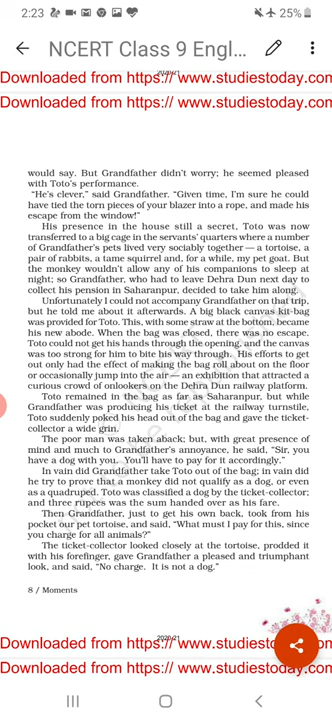 2:23
25%
NCERT Class 9 Engl...
Downloaded from https:// www.studiestoday.com
Downloaded from https:// www.studiestoday.com
would say. But Grandfather didn't worry; he seemed pleased
with Toto's performance.
"He's clever," said Grandfather. "Given time, I'm sure he could
have tied the torn pieces of your blazer into a rope, and made his
escape from the window!"
His presence in the house still a secret, Toto was now
transferred to a big cage in the servants' quarters where a number
of Grandfather's pets lived very sociably together — a tortoise, a
pair of rabbits, a tame squirrel and, for a while, my pet goat. But
the monkey wouldn't allow any of his companions to sleep at
night; so Grandfather, who had to leave Dehra Dun next day to
collect his pension in Saharanpur, decided to take him along.
Unfortunately I could not accompany Grandfather on that trip,
but he told me about it afterwards. A big black canvas kit-bag
was provided for Toto. This, with some straw at the bottom, became
his new abode. When the bag was closed, there was no escape.
Toto could not get his hands through the opening, and the canvas
was too strong for him to bite his way through. His efforts to get
out only had the effect of making the bag roll about on the floor
or occasionally jump into the air — an exhibition that attracted a
curious crowd of onlookers on the Dehra Dun railway platform.
Toto remained in the bag as far as Saharanpur, but while
Grandfather was producing his ticket at the railway turnstile,
Toto suddenly poked his head out of the bag and gave the ticket-
collector a wide grin.
The poor man was taken aback; but, with great presence of
mind and much to Grandfather's annoyance, he said, "Sir, you
have a dog with you. You'll have to pay for it accordingly."
In vain did Grandfather take Toto out of the bag; in vain did
he try to prove that a monkey did not qualify as a dog, or even
as a quadruped. Toto was classified a dog by the ticket-collector;
and three rupees was the sum handed over as his fare.
Then Grandfather, just to get his own back, took from his
pocket our pet tortoise, and said, "What must I pay for this, since
you charge for all animals?"
The ticket-collector looked closely at the tortoise, prodded it
with his forefinger, gave Grandfather a pleased and triumphant
look, and said, "No charge. It is not a dog."
8 / Moments
2020-21
Downloaded from https:// www.studiestoday.com
Downloaded from https:// www.studiestoday.com